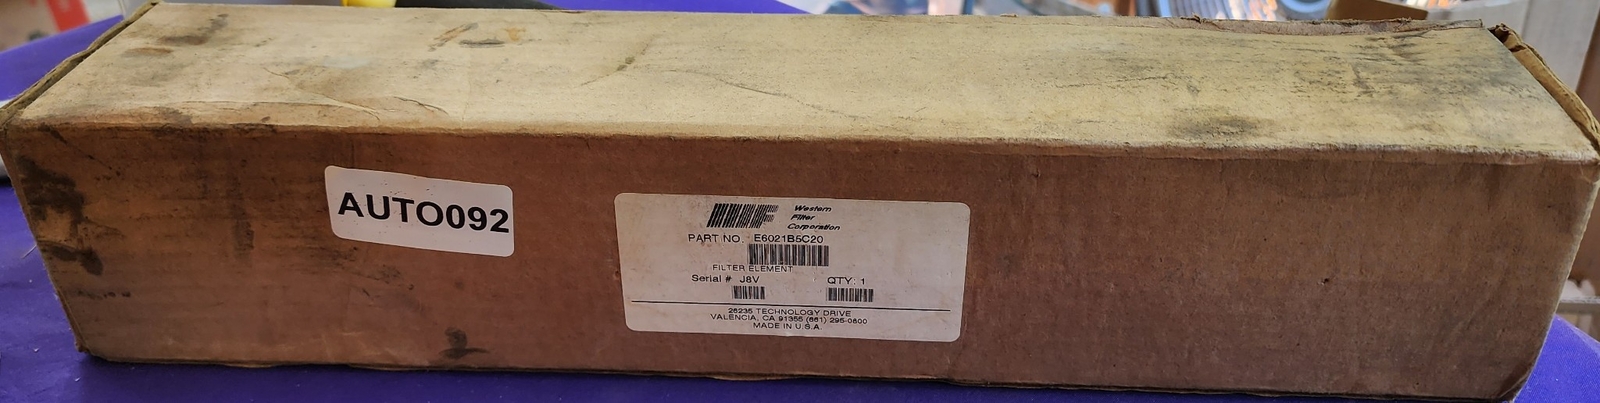 AUTO092
Western
Filter
Corporation
PART NO. E6021B5C20
FILTER ELEMENT
Serial # J8V QTY: 1
26235 TECHNOLOGY DRIVE
VALENCIA, CA 91355 (661) 295-0800
MADE IN U.S.A.